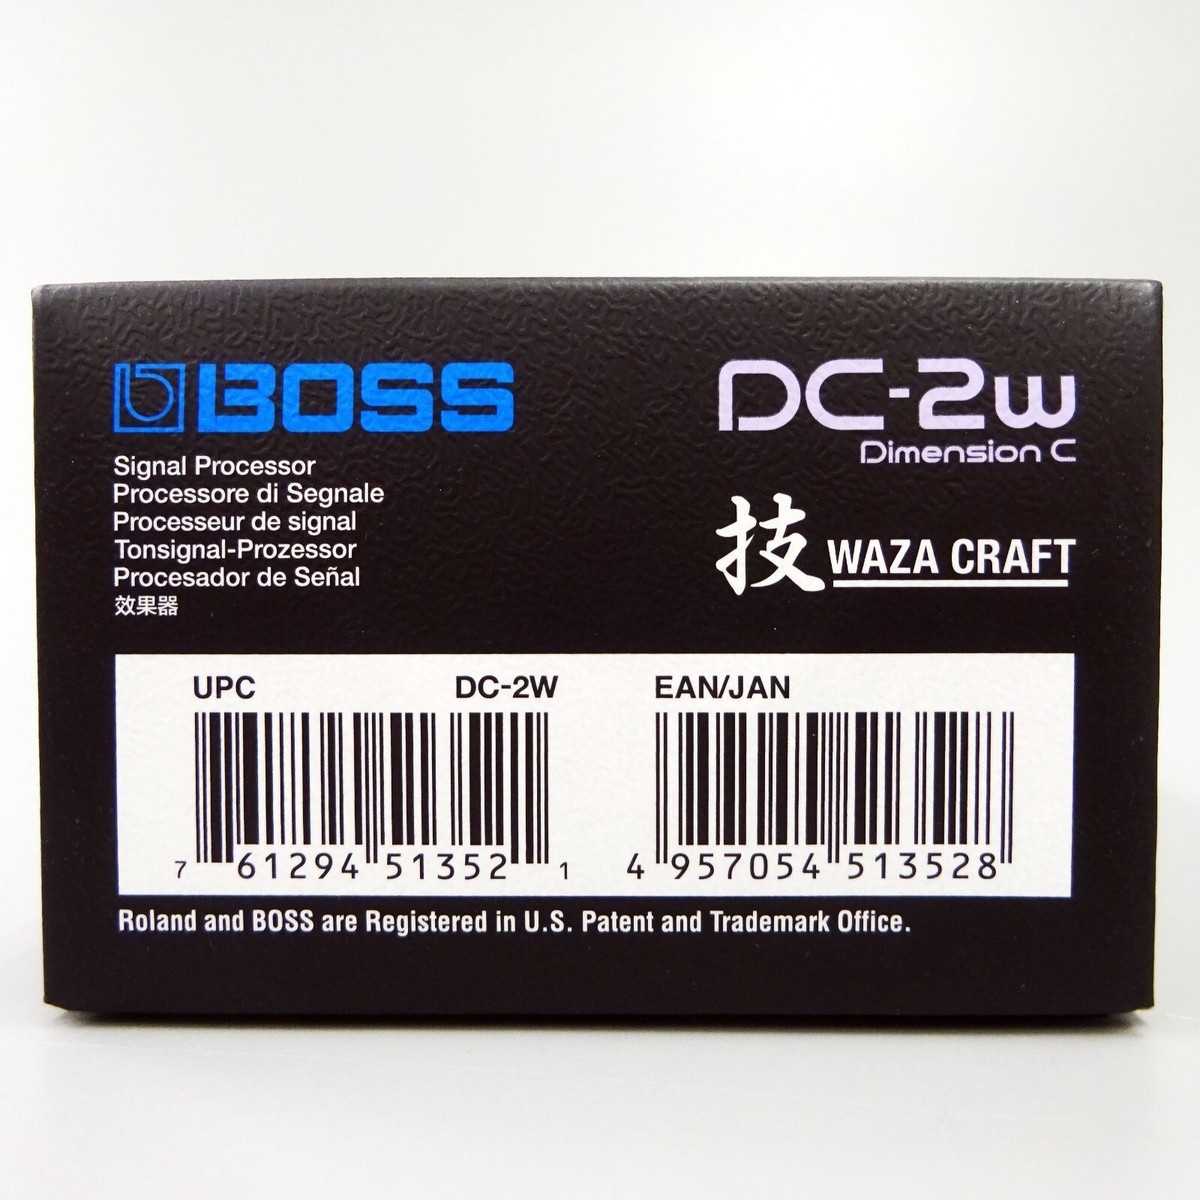 BOSS
Signal Processor
Processore di Segnale
Processeur de signal
Tonsignal-Prozessor
Procesador de Señal
效果器
DC-2w
Dimension C
技 WAZA CRAFT
UPC DC-2W
7 61294 51352 1
EAN/JAN
4 957054 513528
Roland and BOSS are Registered in U.S. Patent and Trademark Office.